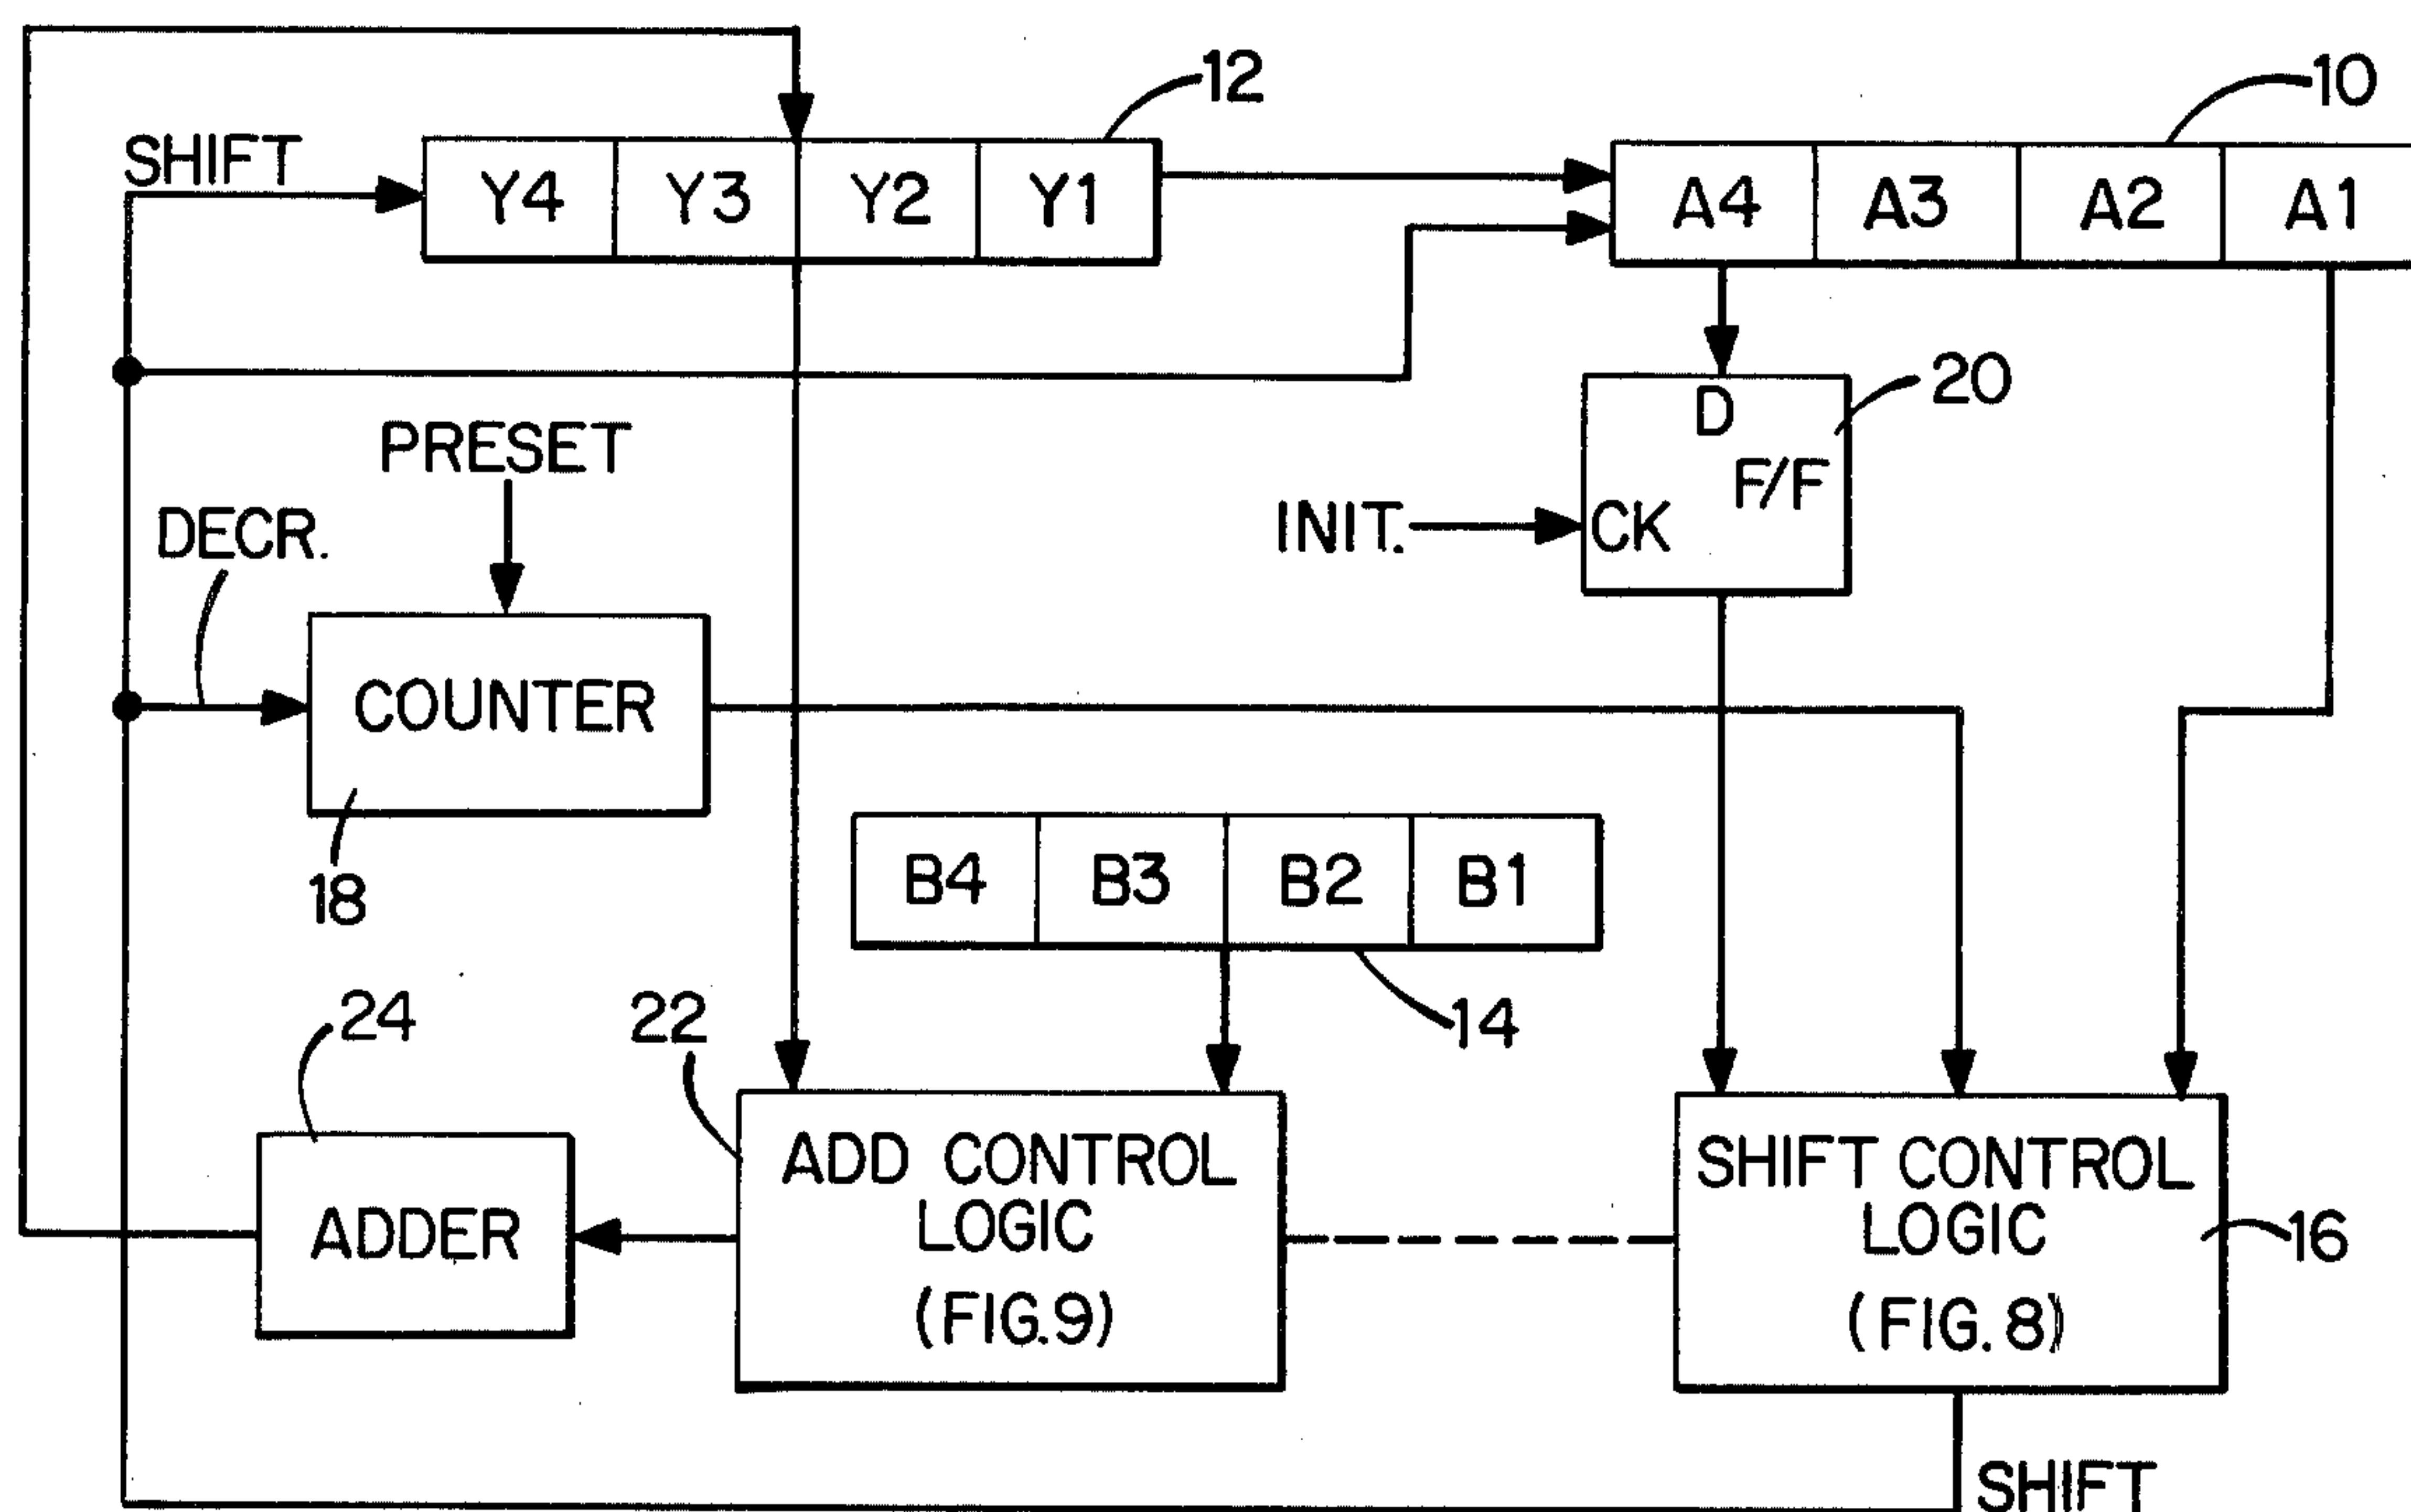 12
10
SHIFT
Y4 Y3 Y2 Y1
A4 A3 A2 A1
20
D
F/F
CK
INIT.
PRESET
DECR.
COUNTER
18
B4 B3 B2 B1
14
24
22
ADDER
ADD CONTROL
LOGIC
(FIG.9)
SHIFT CONTROL
LOGIC
(FIG. 8)
16
SHIFT